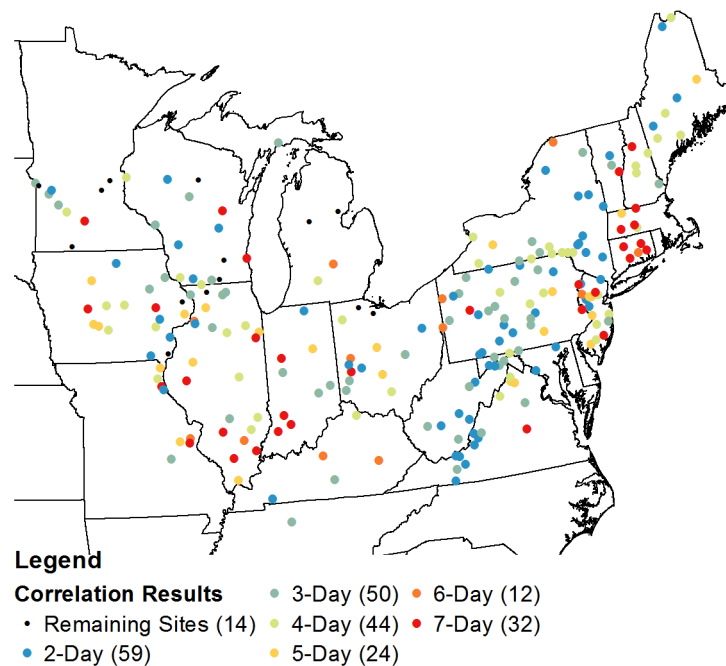 Legend
Correlation Results
• Remaining Sites (14)
2-Day (59)
3-Day (50)
4-Day (44)
5-Day (24)
6-Day (12)
7-Day (32)